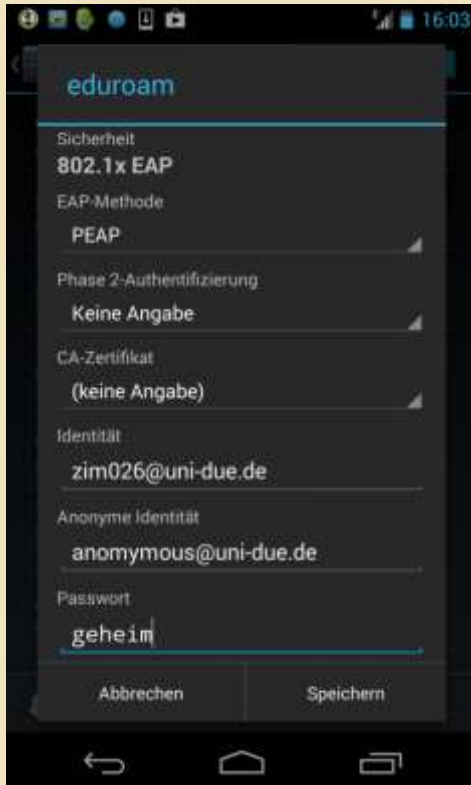 16:03
eduroam
Sicherheit
802.1x EAP
EAP-Methode
PEAP
Phase 2-Authentifizierung
Keine Angabe
CA-Zertifikat
(keine Angabe)
Identität
zim026@uni-due.de
Anonyme Identität
anomymous@uni-due.de
Passwort
geheim
Abbrechen Speichern